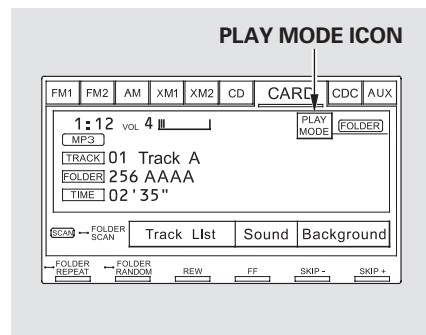 PLAY MODE ICON
FM1 FM2 AM XM1 XM2 CD CARD CDC AUX
1:12 VOL 4 PLAY MODE FOLDER
MP3
TRACK 01 Track A
FOLDER 256 AAAA
TIME 02'35"
SCAN FOLDER SCAN Track LIst Sound Background
FOLDER REPEAT FOLDER RANDOM REW FF SKIP - SKIP +